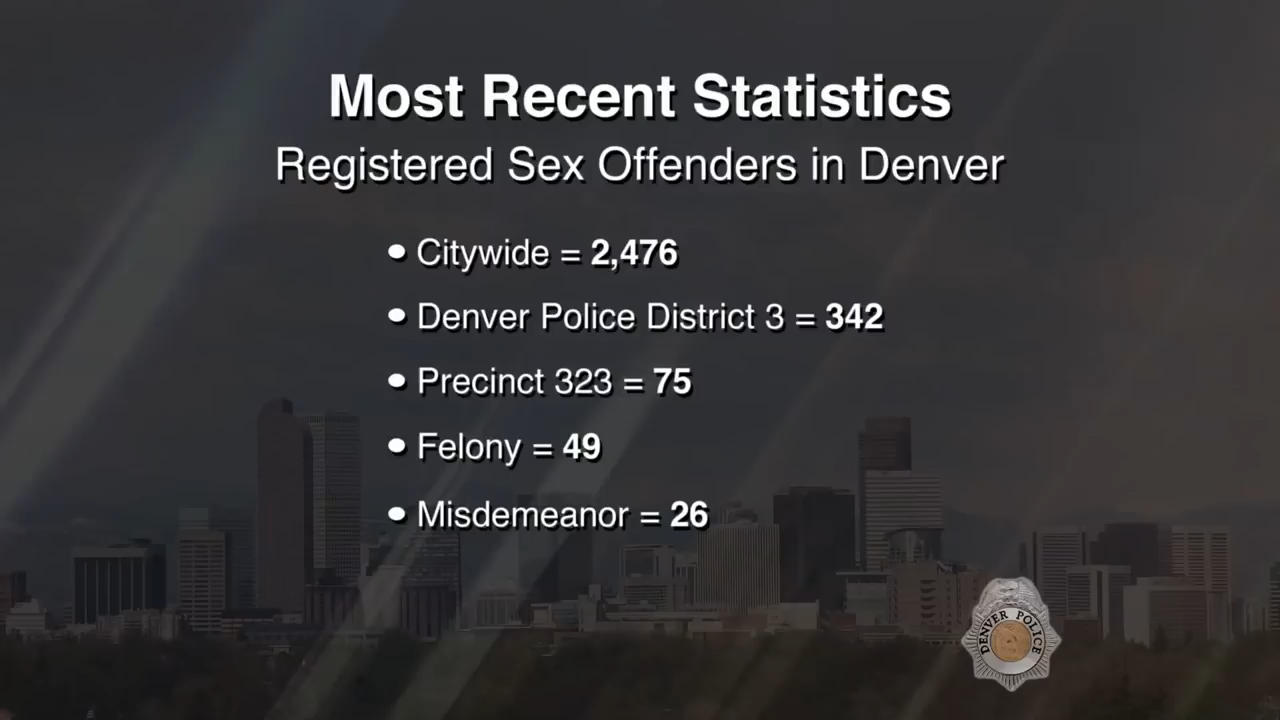 Most Recent Statistics
Registered Sex Offenders in Denver
• Citywide = 2,476
• Denver Police District 3 = 342
• Precinct 323 = 75
• Felony = 49
• Misdemeanor = 26
DENVER POLICE